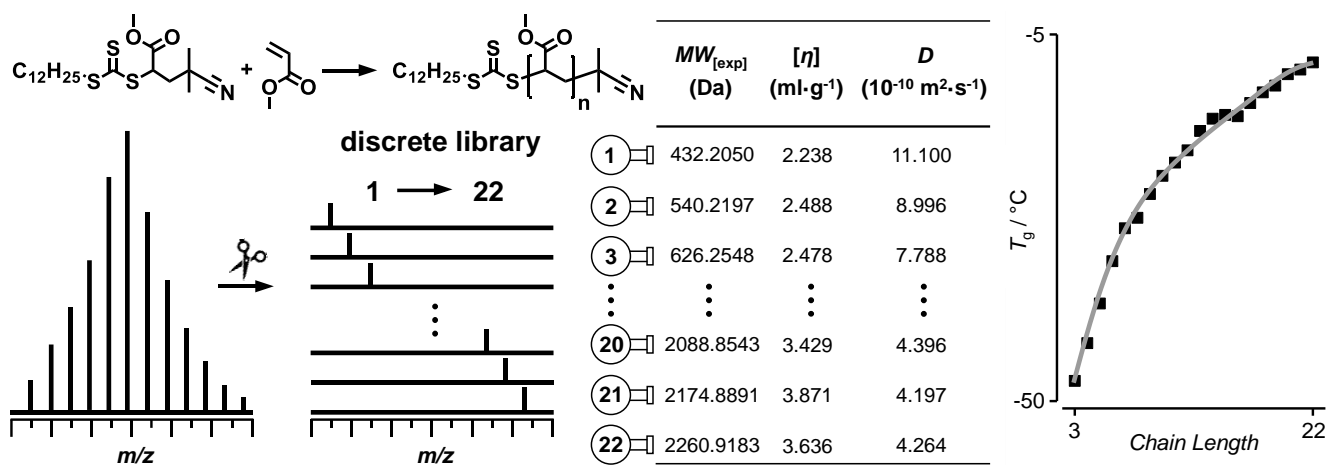 C₁₂H₂₅ S S S O O N + O O C₁₂H₂₅ S S S O O n N
discrete library
1 22
m/z
m/z
MW[exp] (Da) [η] (ml·g⁻¹) D (10⁻¹⁰ m²·s⁻¹)
1 432.2050 2.238 11.100
2 540.2197 2.488 8.996
3 626.2548 2.478 7.788
20 2088.8543 3.429 4.396
21 2174.8891 3.871 4.197
22 2260.9183 3.636 4.264
-5
Tg / °C
-50
3 22
Chain Length